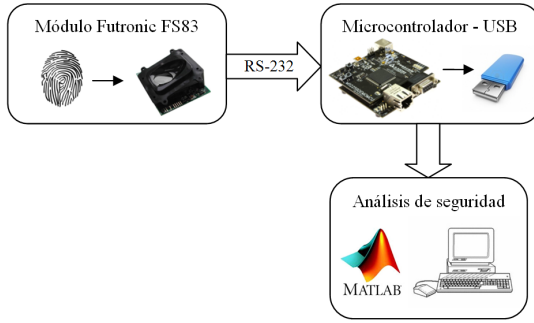 Módulo Futronic FS83
RS-232
Microcontrolador - USB
Análisis de seguridad
MATLAB